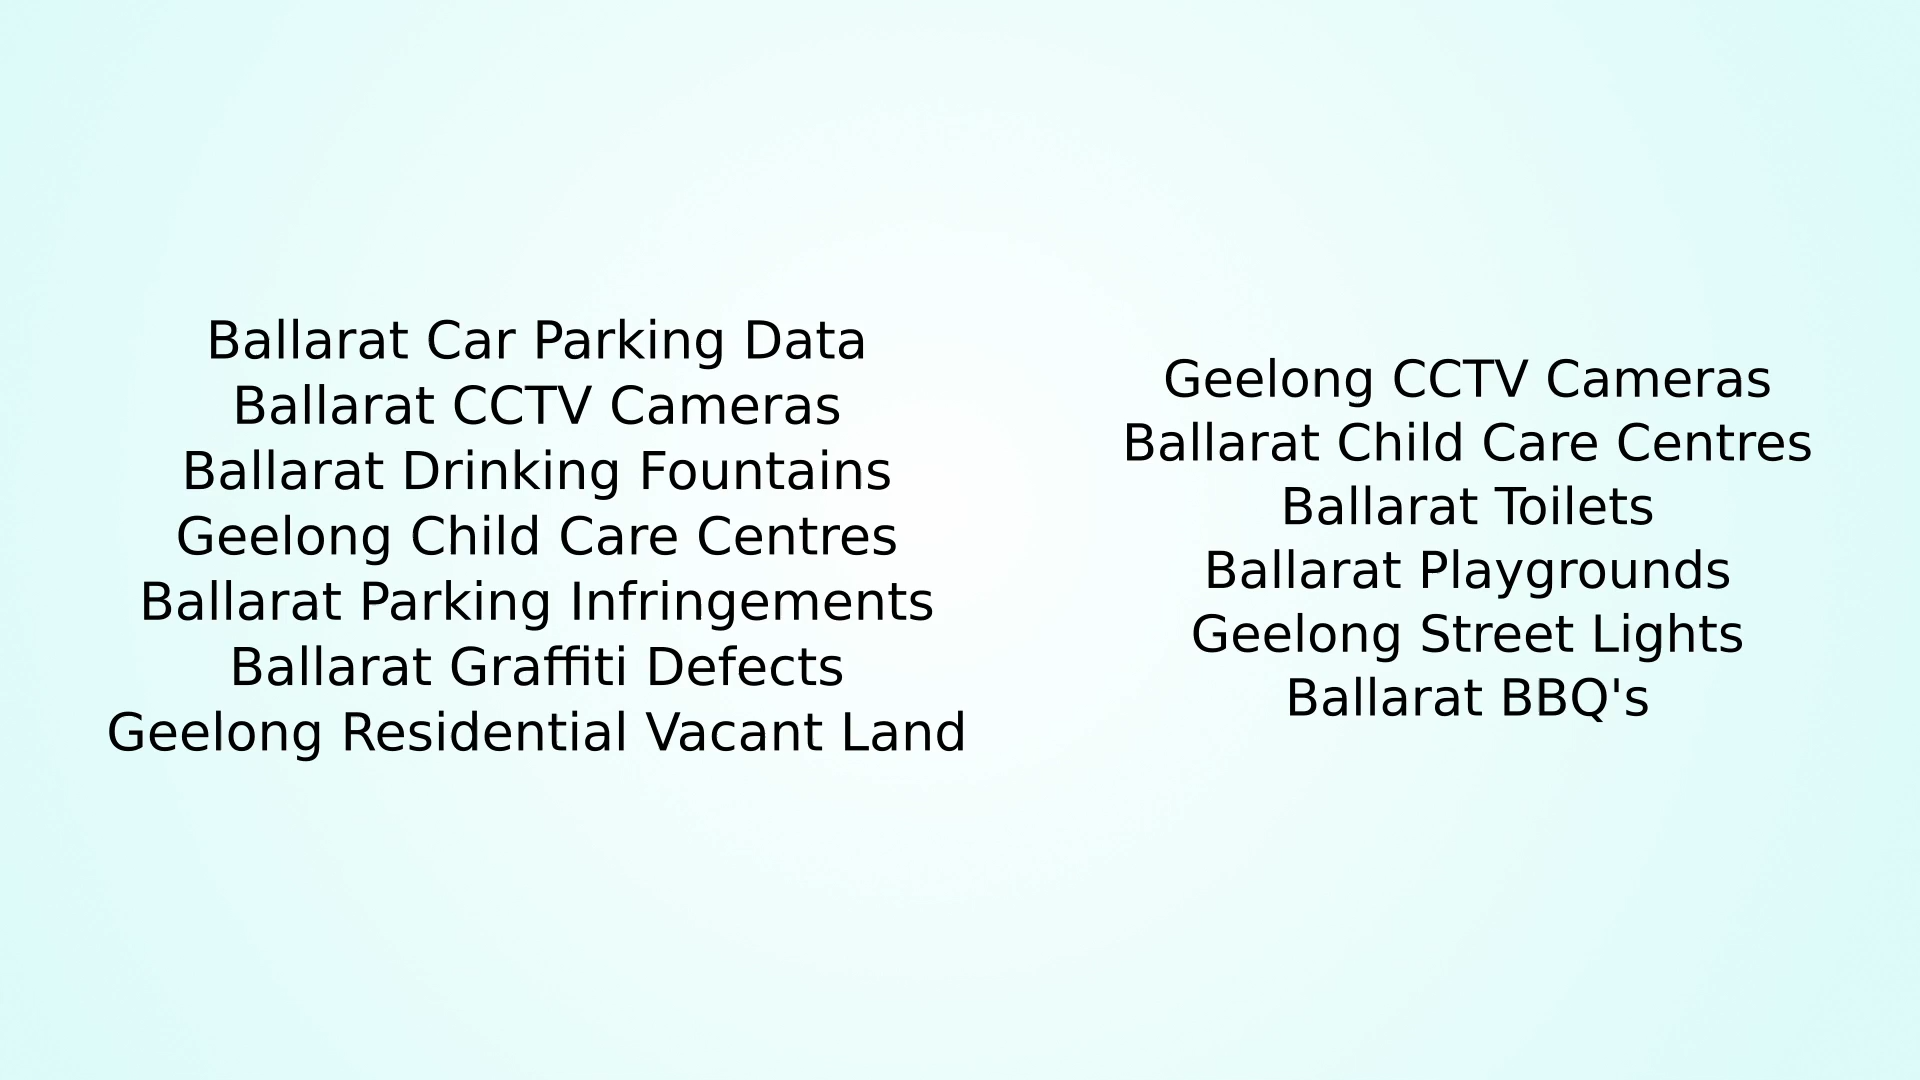 Ballarat Car Parking Data
Ballarat CCTV Cameras
Ballarat Drinking Fountains
Geelong Child Care Centres
Ballarat Parking Infringements
Ballarat Graffiti Defects
Geelong Residential Vacant Land
Geelong CCTV Cameras
Ballarat Child Care Centres
Ballarat Toilets
Ballarat Playgrounds
Geelong Street Lights
Ballarat BBQ's